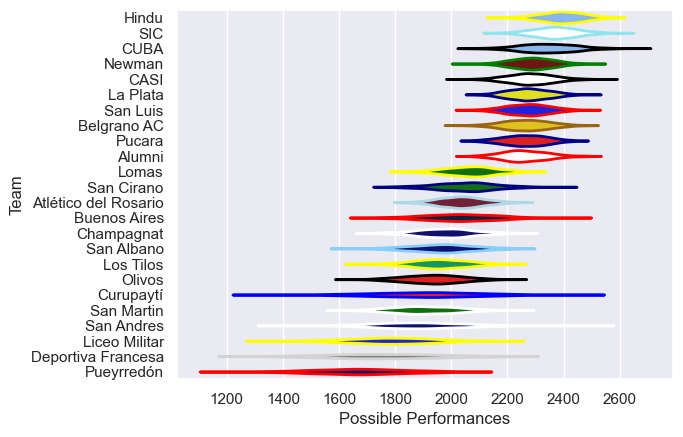 Hindu
SIC
CUBA
Newman
CASI
La Plata
San Luis
Belgrano AC
Pucara
Alumni
Lomas
San Cirano
Atlético del Rosario
Buenos Aires
Champagnat
San Albano
Los Tilos
Olivos
Curupaytí
San Martin
San Andres
Liceo Militar
Deportiva Francesa
Pueyrredón
Team
1200 1400 1600 1800 2000 2200 2400 2600
Possible Performances